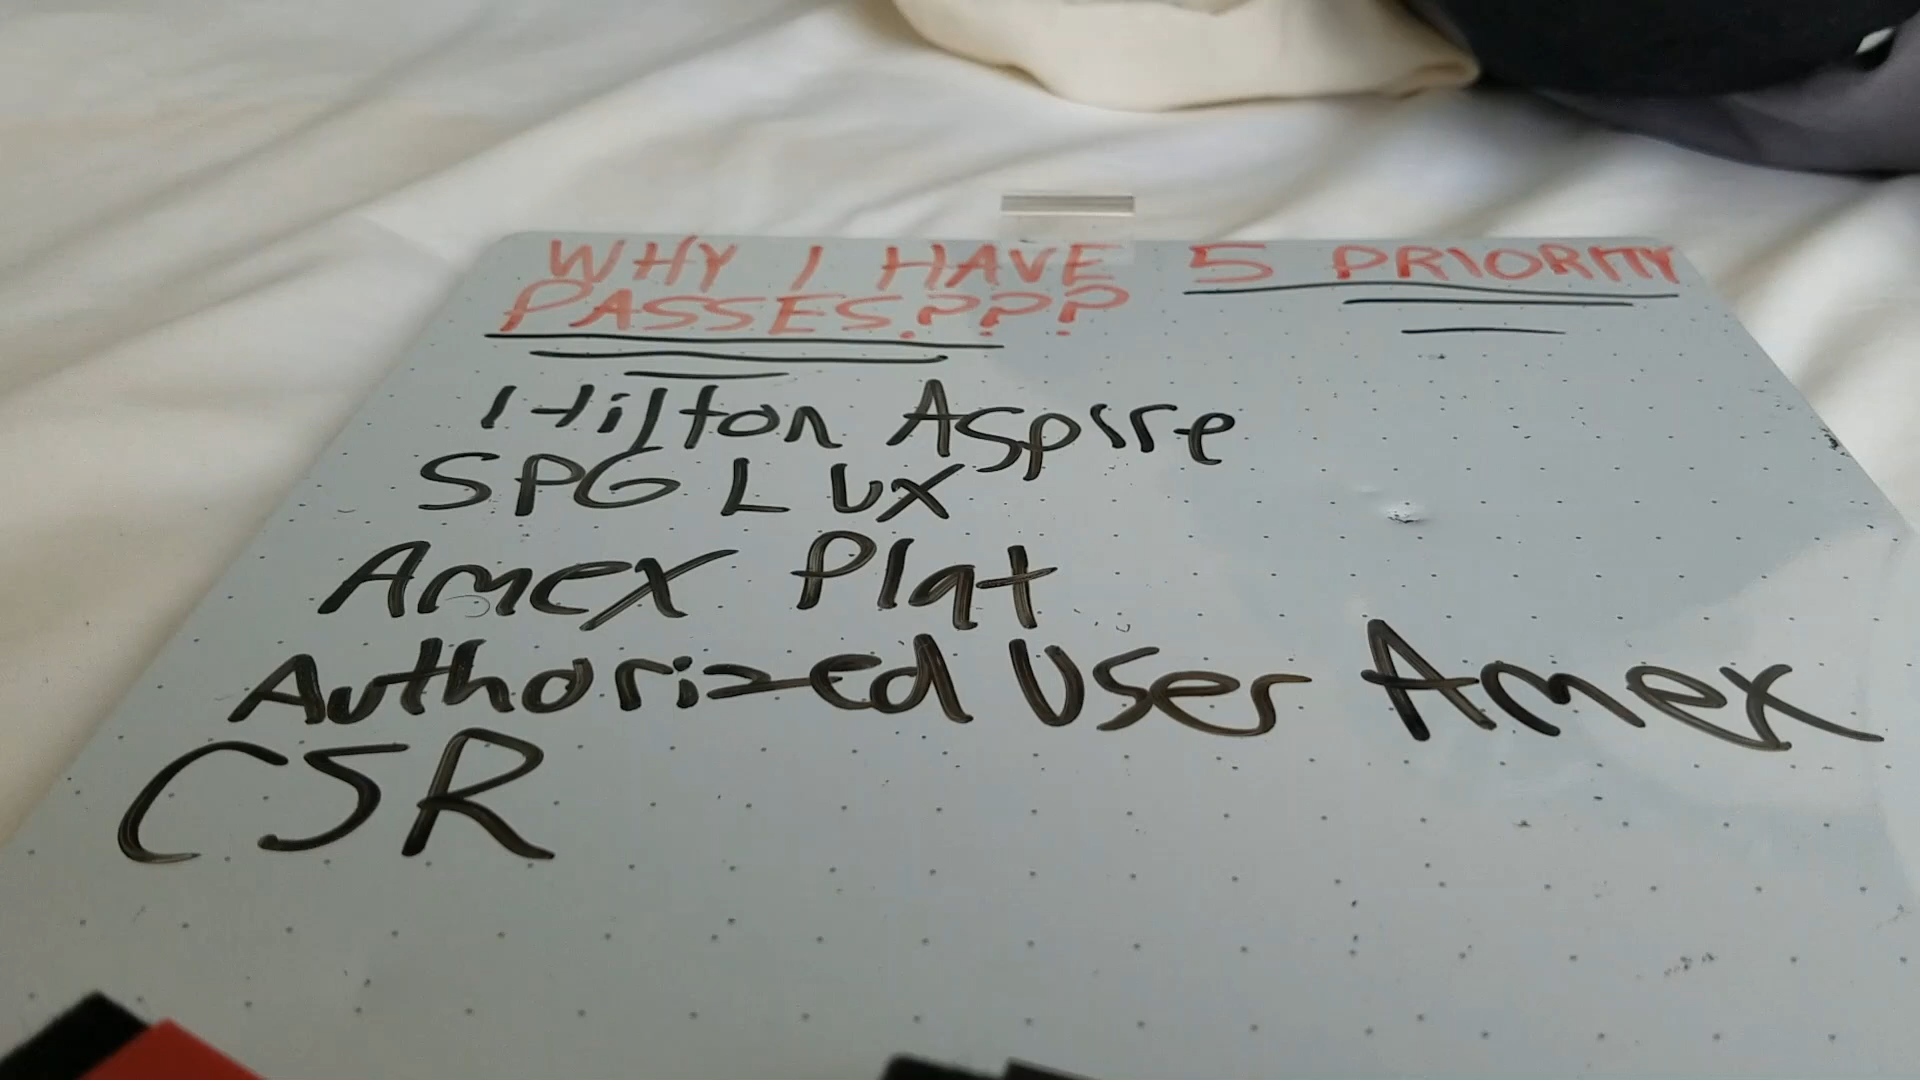 WHY I HAVE 5 PRIORITY
PASSES???
Hilton Aspire
SPG LUX
Amex Plat
Authorized User Amex
CSR